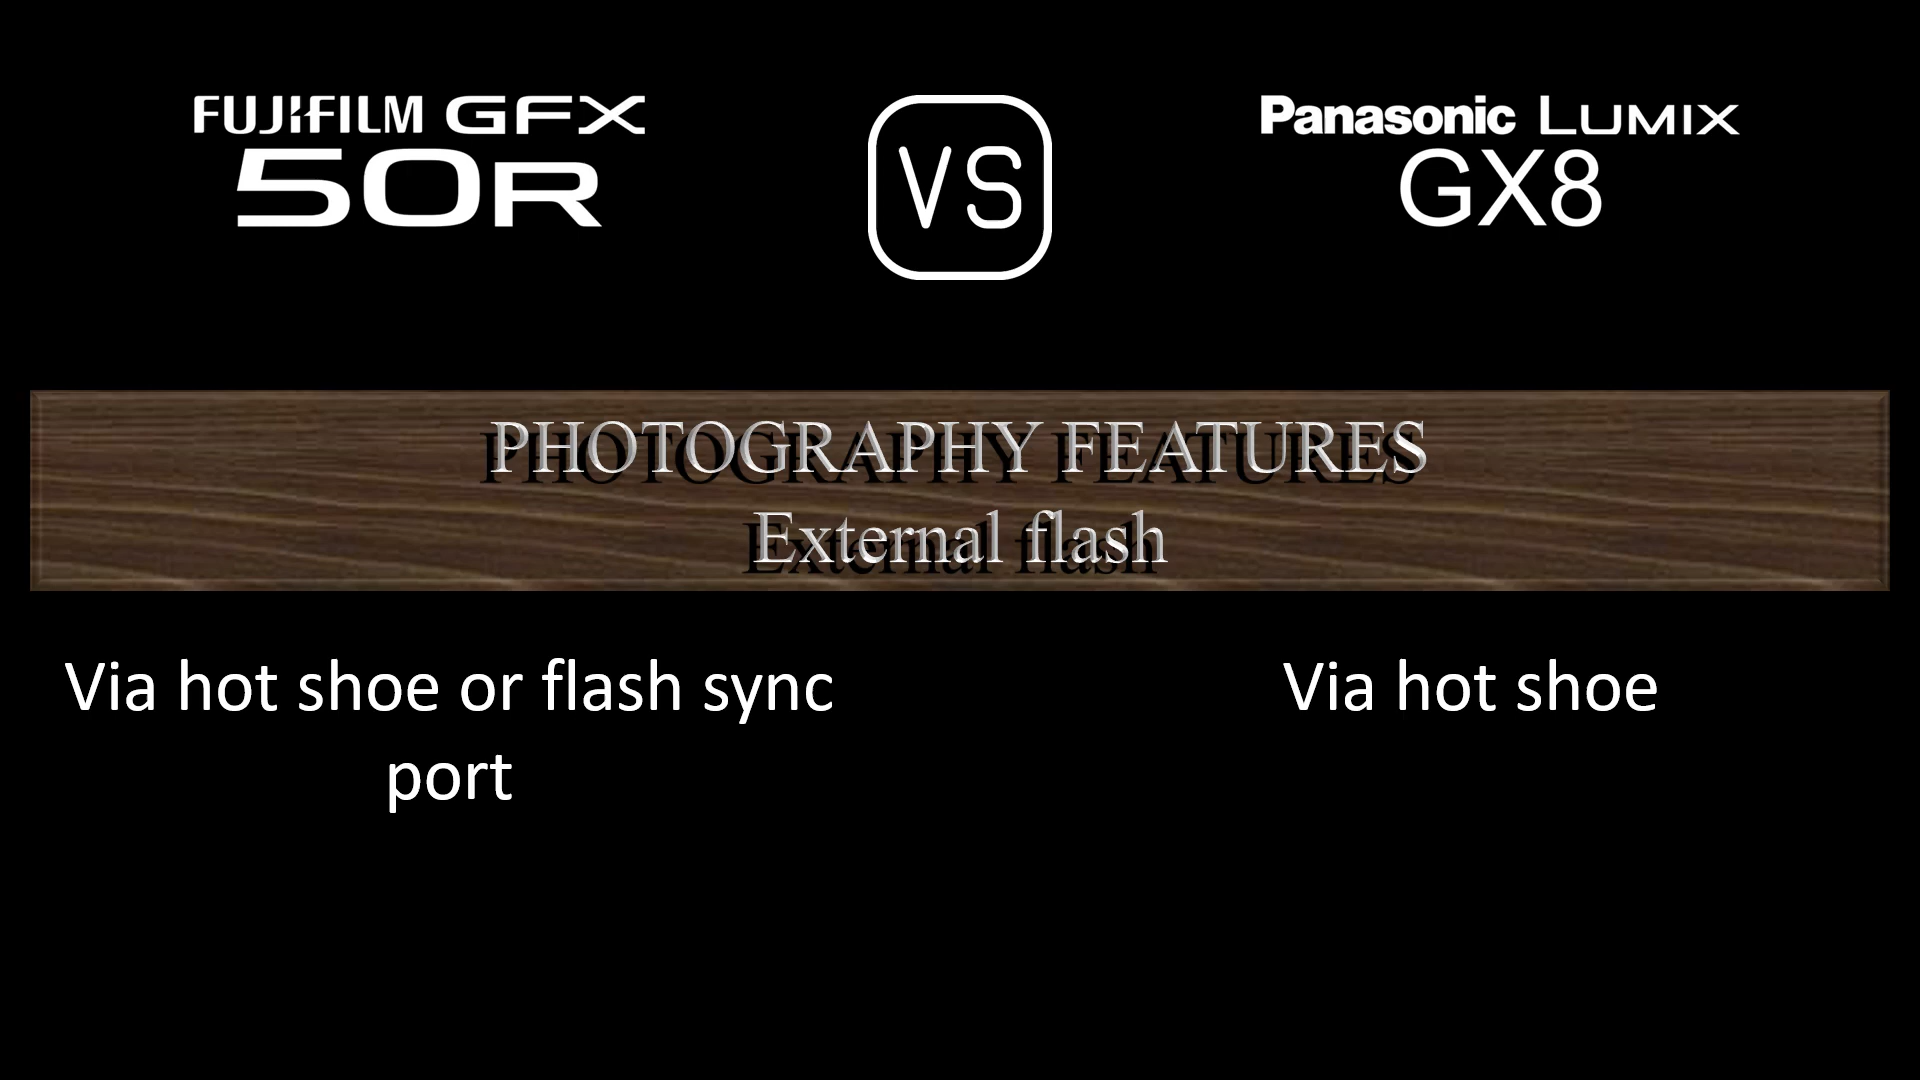 FUJIFILM GFX
50R
VS
Panasonic LUMIX
GX8
PHOTOGRAPHY FEATURES
External flash
Via hot shoe or flash sync
port
Via hot shoe